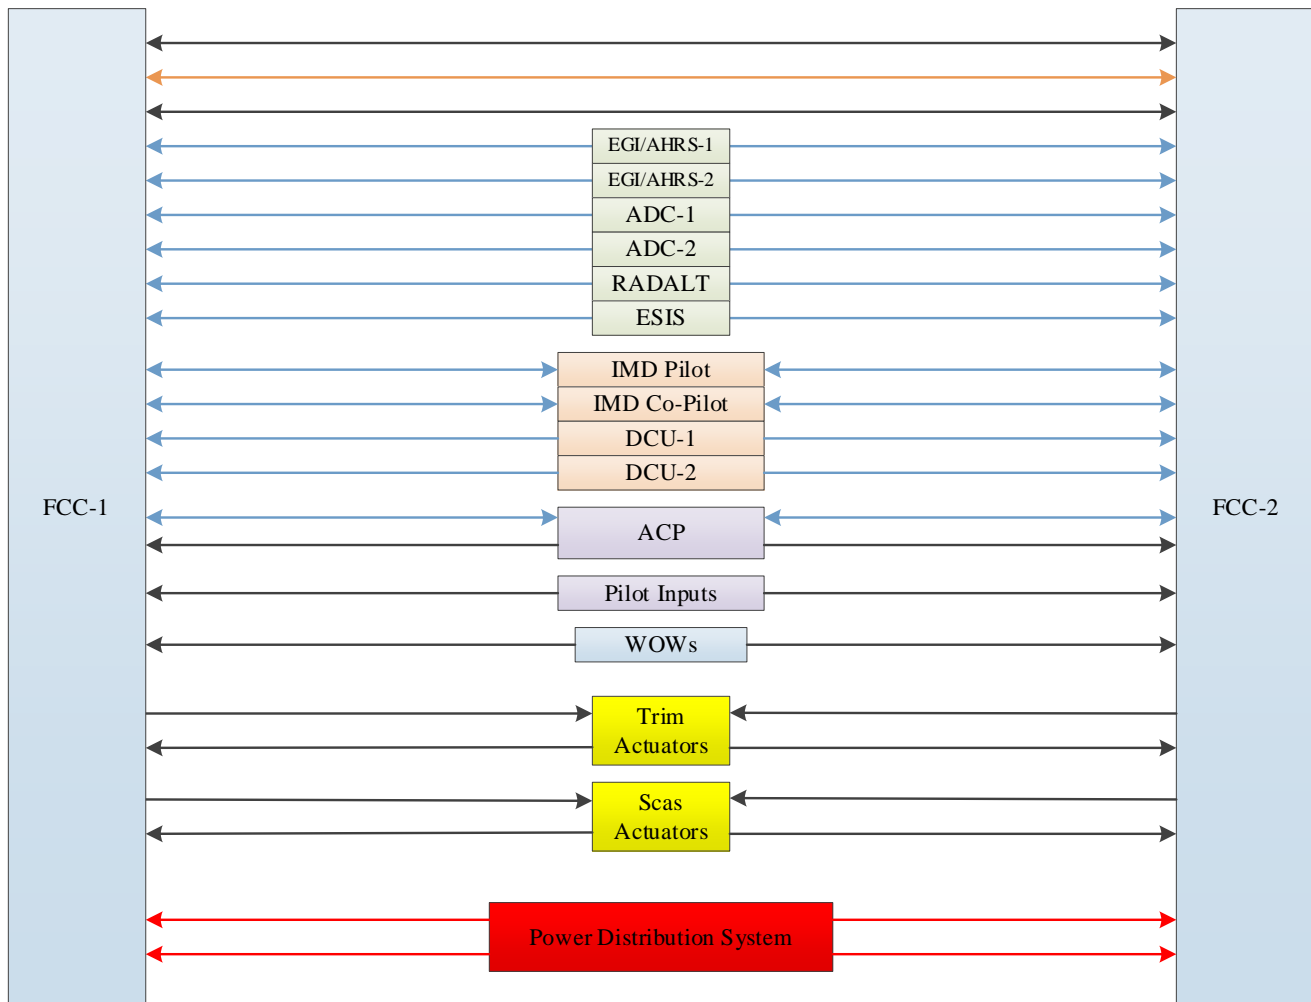 EGI/AHRS-1
EGI/AHRS-2
ADC-1
ADC-2
RADALT
ESIS
IMD Pilot
IMD Co-Pilot
DCU-1
DCU-2
FCC-1
FCC-2
ACP
Pilot Inputs
WOWs
Trim
Actuators
Scas
Actuators
Power Distribution System